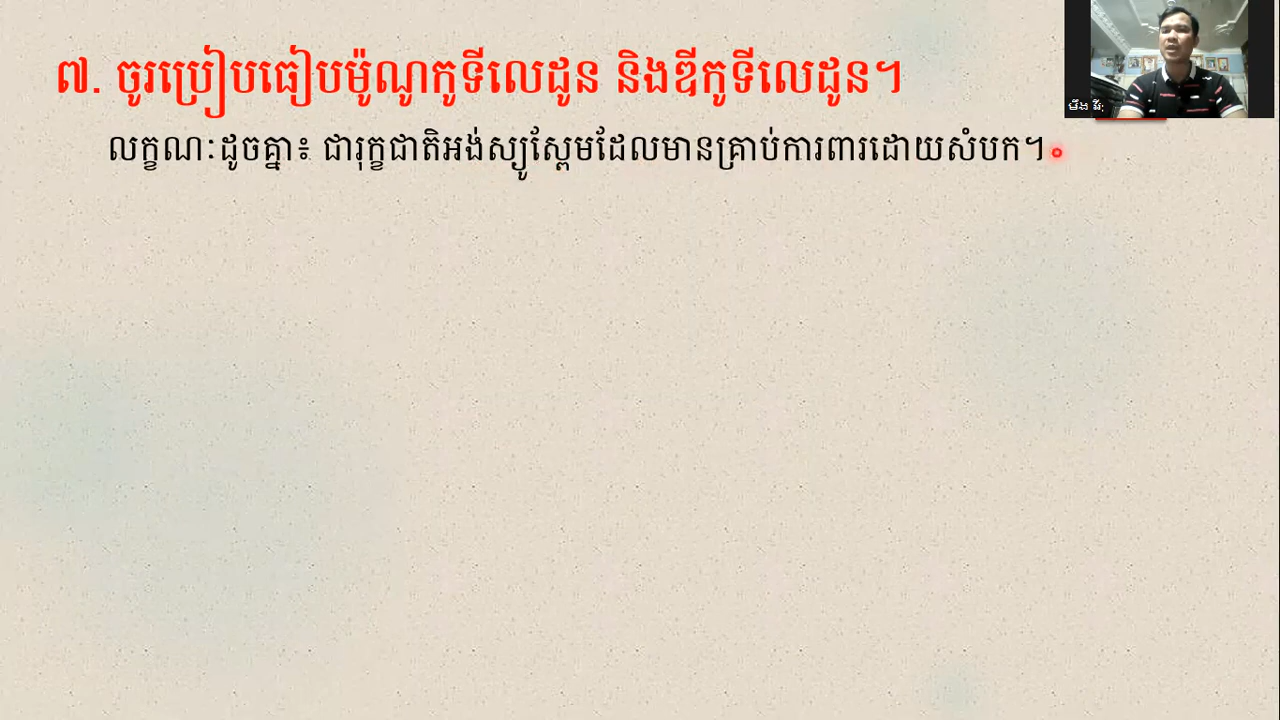 ៧. ចូរប្រៀបធៀបម៉ូណូកូទីលេដូន និងឌីកូទីលេដូន។
លក្ខណៈដូចគ្នា៖ ជារុក្ខជាតិអង់ស្យូស្ពែមដែលមានគ្រាប់ការពារដោយសំបក។